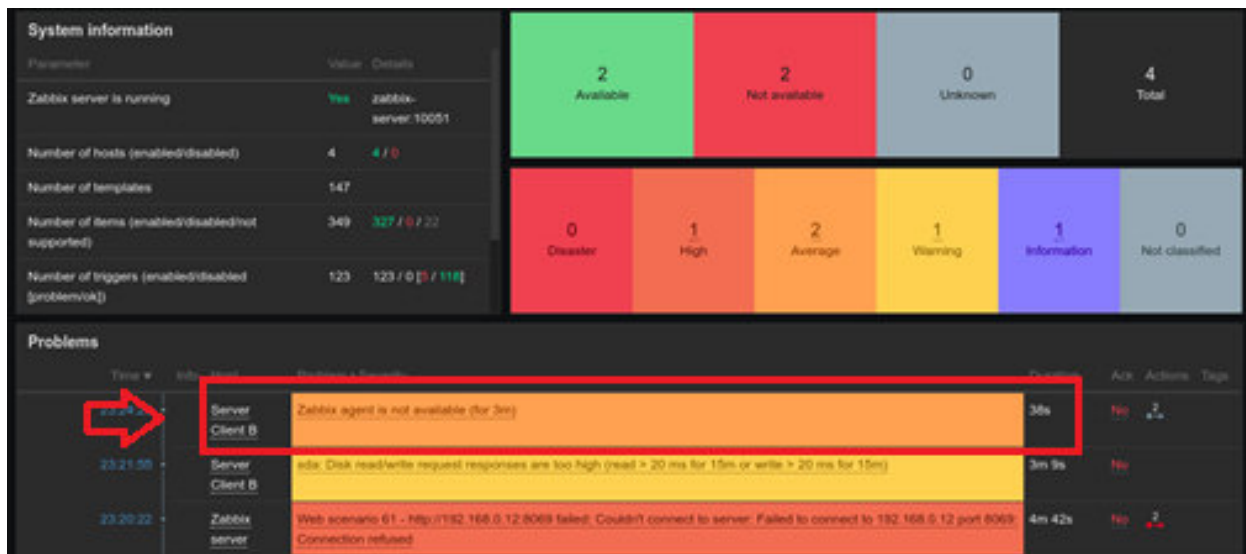 System information
Parameter Value Details
Zabbix server is running Yes zabbix-
server:10051
Number of hosts (enabled/disabled) 4 4 / 0
Number of templates 147
Number of items (enabled/disabled/not
supported) 349 327 / 0 / 22
Number of triggers (enabled/disabled
[problem/ok]) 123 123 / 0 [5 / 118]
2
Available
2
Not available
0
Unknown
4
Total
0
Disaster
1
High
2
Average
1
Warning
1
Information
0
Not classified
Problems
Time ▼ Info Host Duration Ack Actions Tags
Server
Client B
Zabbix agent is not available (for 3m) 38s No 2
23:21:55 Server
Client B
sda: Disk read/write request responses are too high (read > 20 ms for 15m or write > 20 ms for 15m) 3m 9s No
23:20:22 Zabbix
server
Web scenario 61 - http://192.168.0.12:8069 failed: Couldn't connect to server: Failed to connect to 192.168.0.12 port 8069:
Connection refused 4m 42s No 2